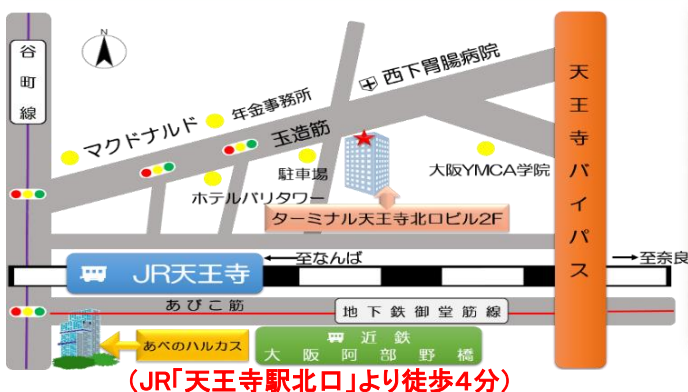 N
谷町線
西下胃腸病院
年金事務所
マクドナルド
玉造筋
駐車場
ホテルバリタワー
大阪YMCA学院
天王寺バイパス
ターミナル天王寺北口ビル2F
至なんば
至奈良
JR天王寺
あびこ筋
地下鉄御堂筋線
あべのハルカス
近鉄
大阪阿部野橋
(JR「天王寺駅北口」より徒歩4分)